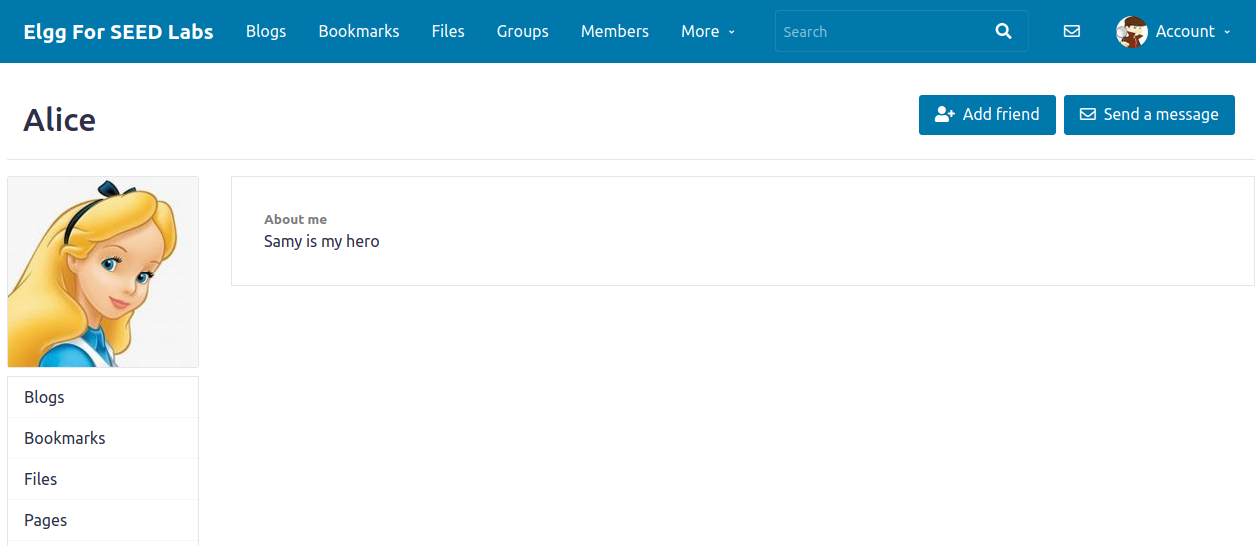 Elgg For SEED Labs Blogs Bookmarks Files Groups Members More Search Account
Alice Add friend Send a message
About me
Samy is my hero
Blogs
Bookmarks
Files
Pages